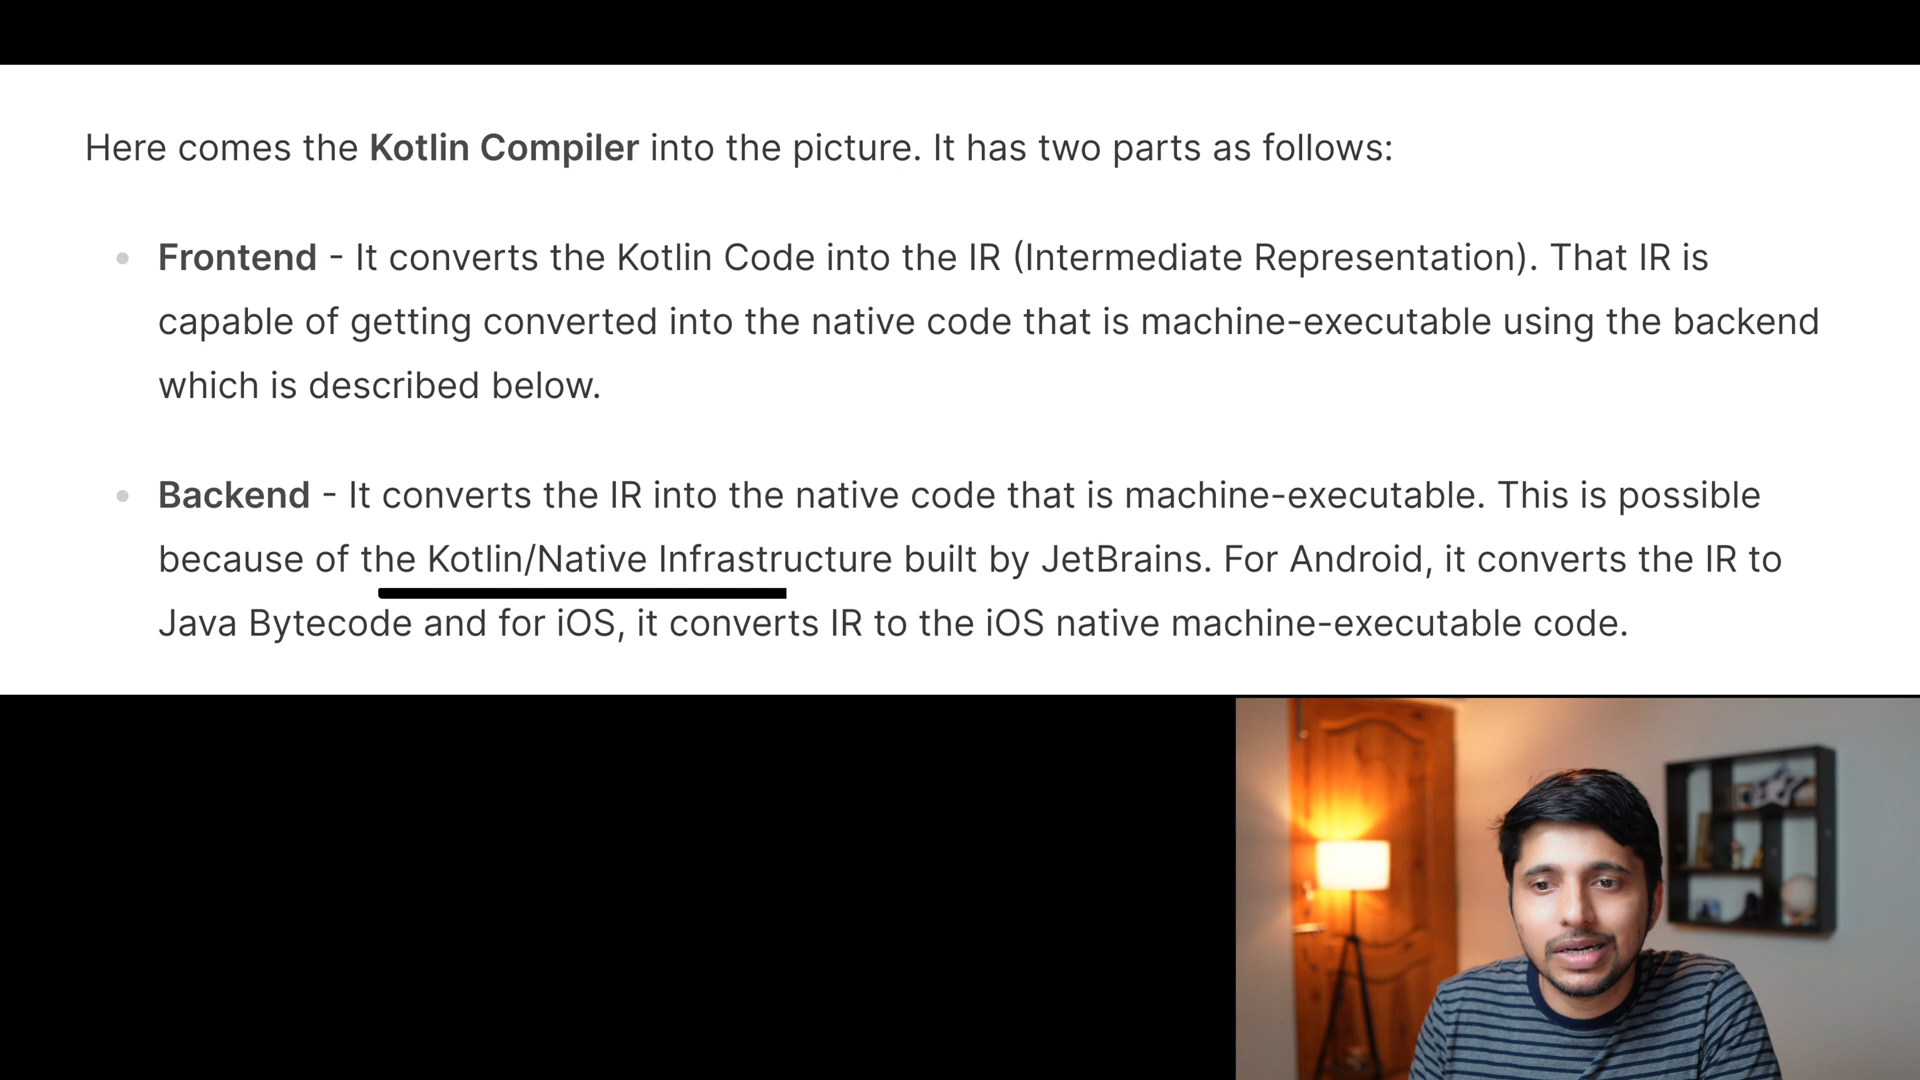 Here comes the Kotlin Compiler into the picture. It has two parts as follows:
• Frontend - It converts the Kotlin Code into the IR (Intermediate Representation). That IR is
capable of getting converted into the native code that is machine-executable using the backend
which is described below.
• Backend - It converts the IR into the native code that is machine-executable. This is possible
because of the Kotlin/Native Infrastructure built by JetBrains. For Android, it converts the IR to
Java Bytecode and for iOS, it converts IR to the iOS native machine-executable code.